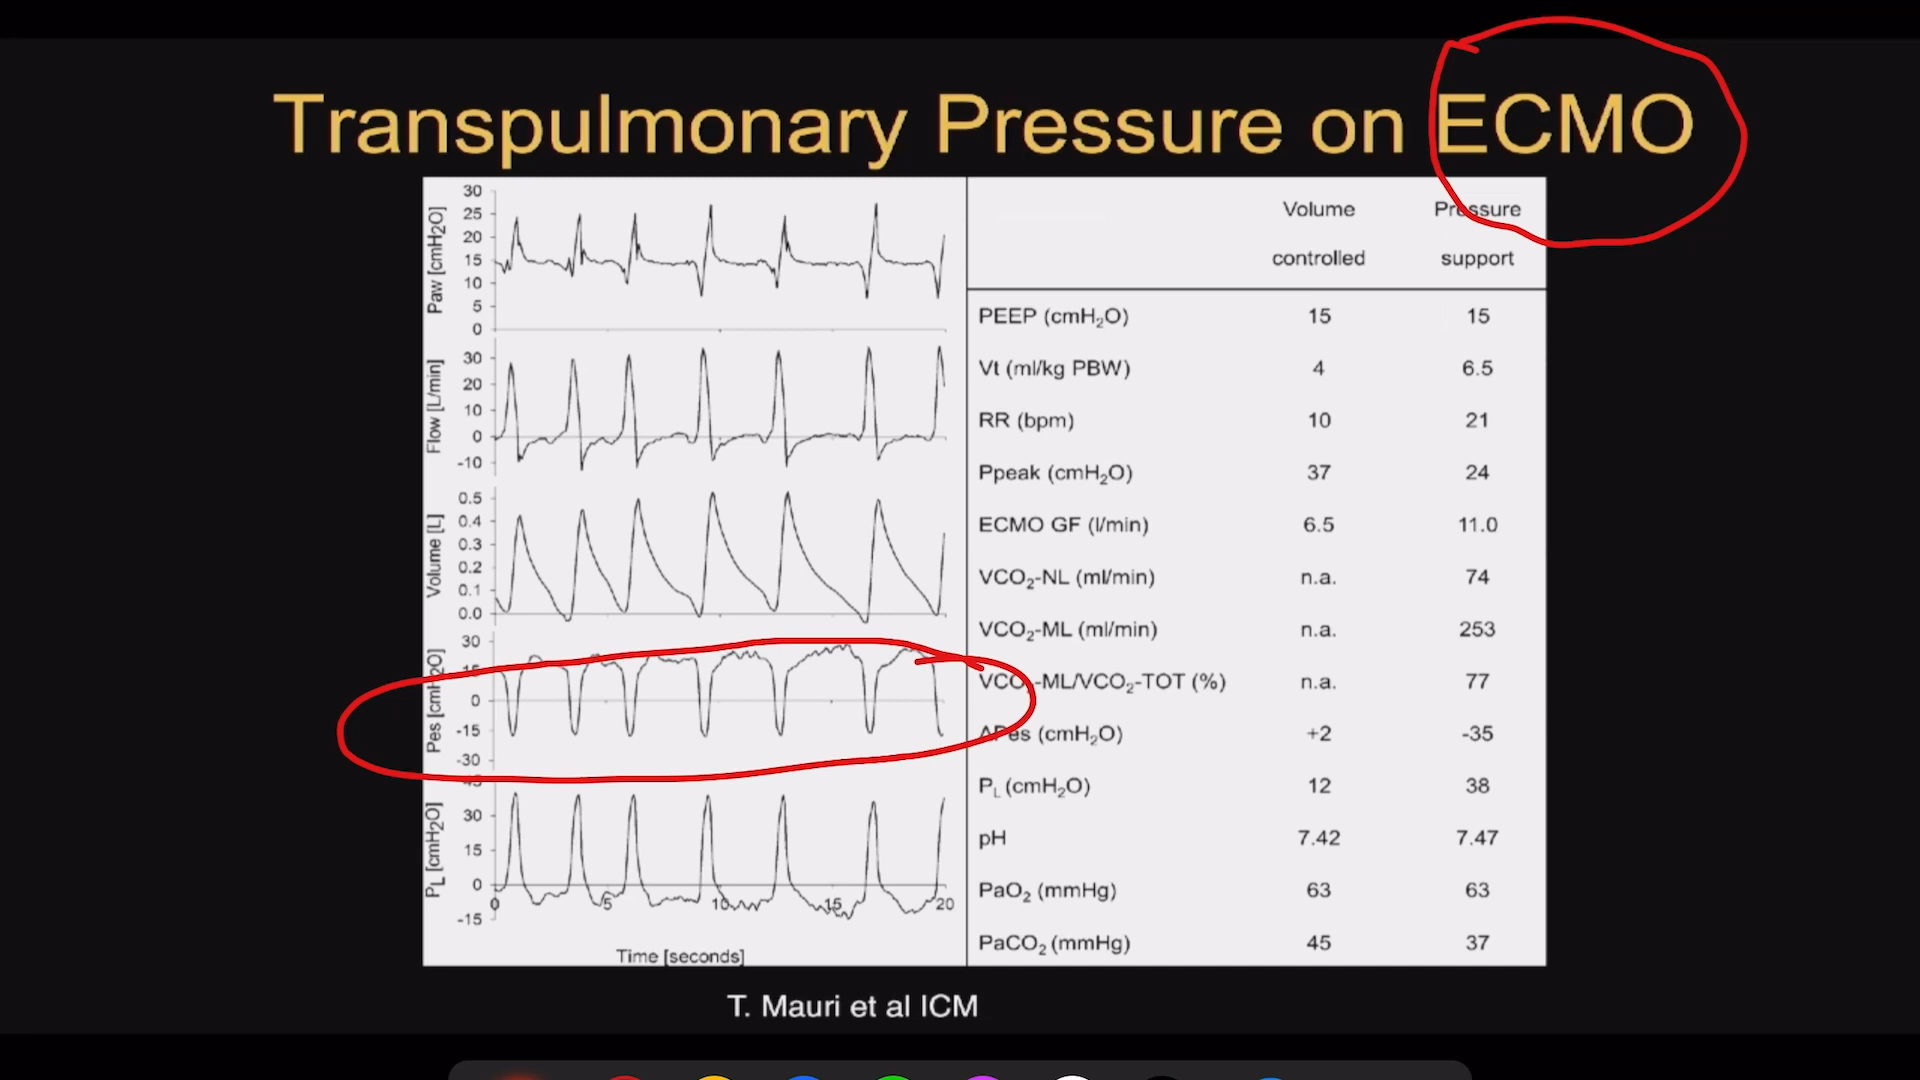 Transpulmonary Pressure on ECMO
Paw [cmH2O]
30
25
20
15
10
5
0
Flow [L/min]
30
20
10
0
-10
Volume [L]
0.5
0.4
0.3
0.2
0.1
0.0
Pes [cmH2O]
30
15
0
-15
-30
PL [cmH2O]
45
30
15
0
-15
0 5 10 15 20
Time [seconds]
Volume controlled Pressure support
PEEP (cmH2O) 15 15
Vt (ml/kg PBW) 4 6.5
RR (bpm) 10 21
Ppeak (cmH2O) 37 24
ECMO GF (l/min) 6.5 11.0
VCO2-NL (ml/min) n.a. 74
VCO2-ML (ml/min) n.a. 253
VCO2-ML/VCO2-TOT (%) n.a. 77
ΔPes (cmH2O) +2 -35
PL (cmH2O) 12 38
pH 7.42 7.47
PaO2 (mmHg) 63 63
PaCO2 (mmHg) 45 37
T. Mauri et al ICM